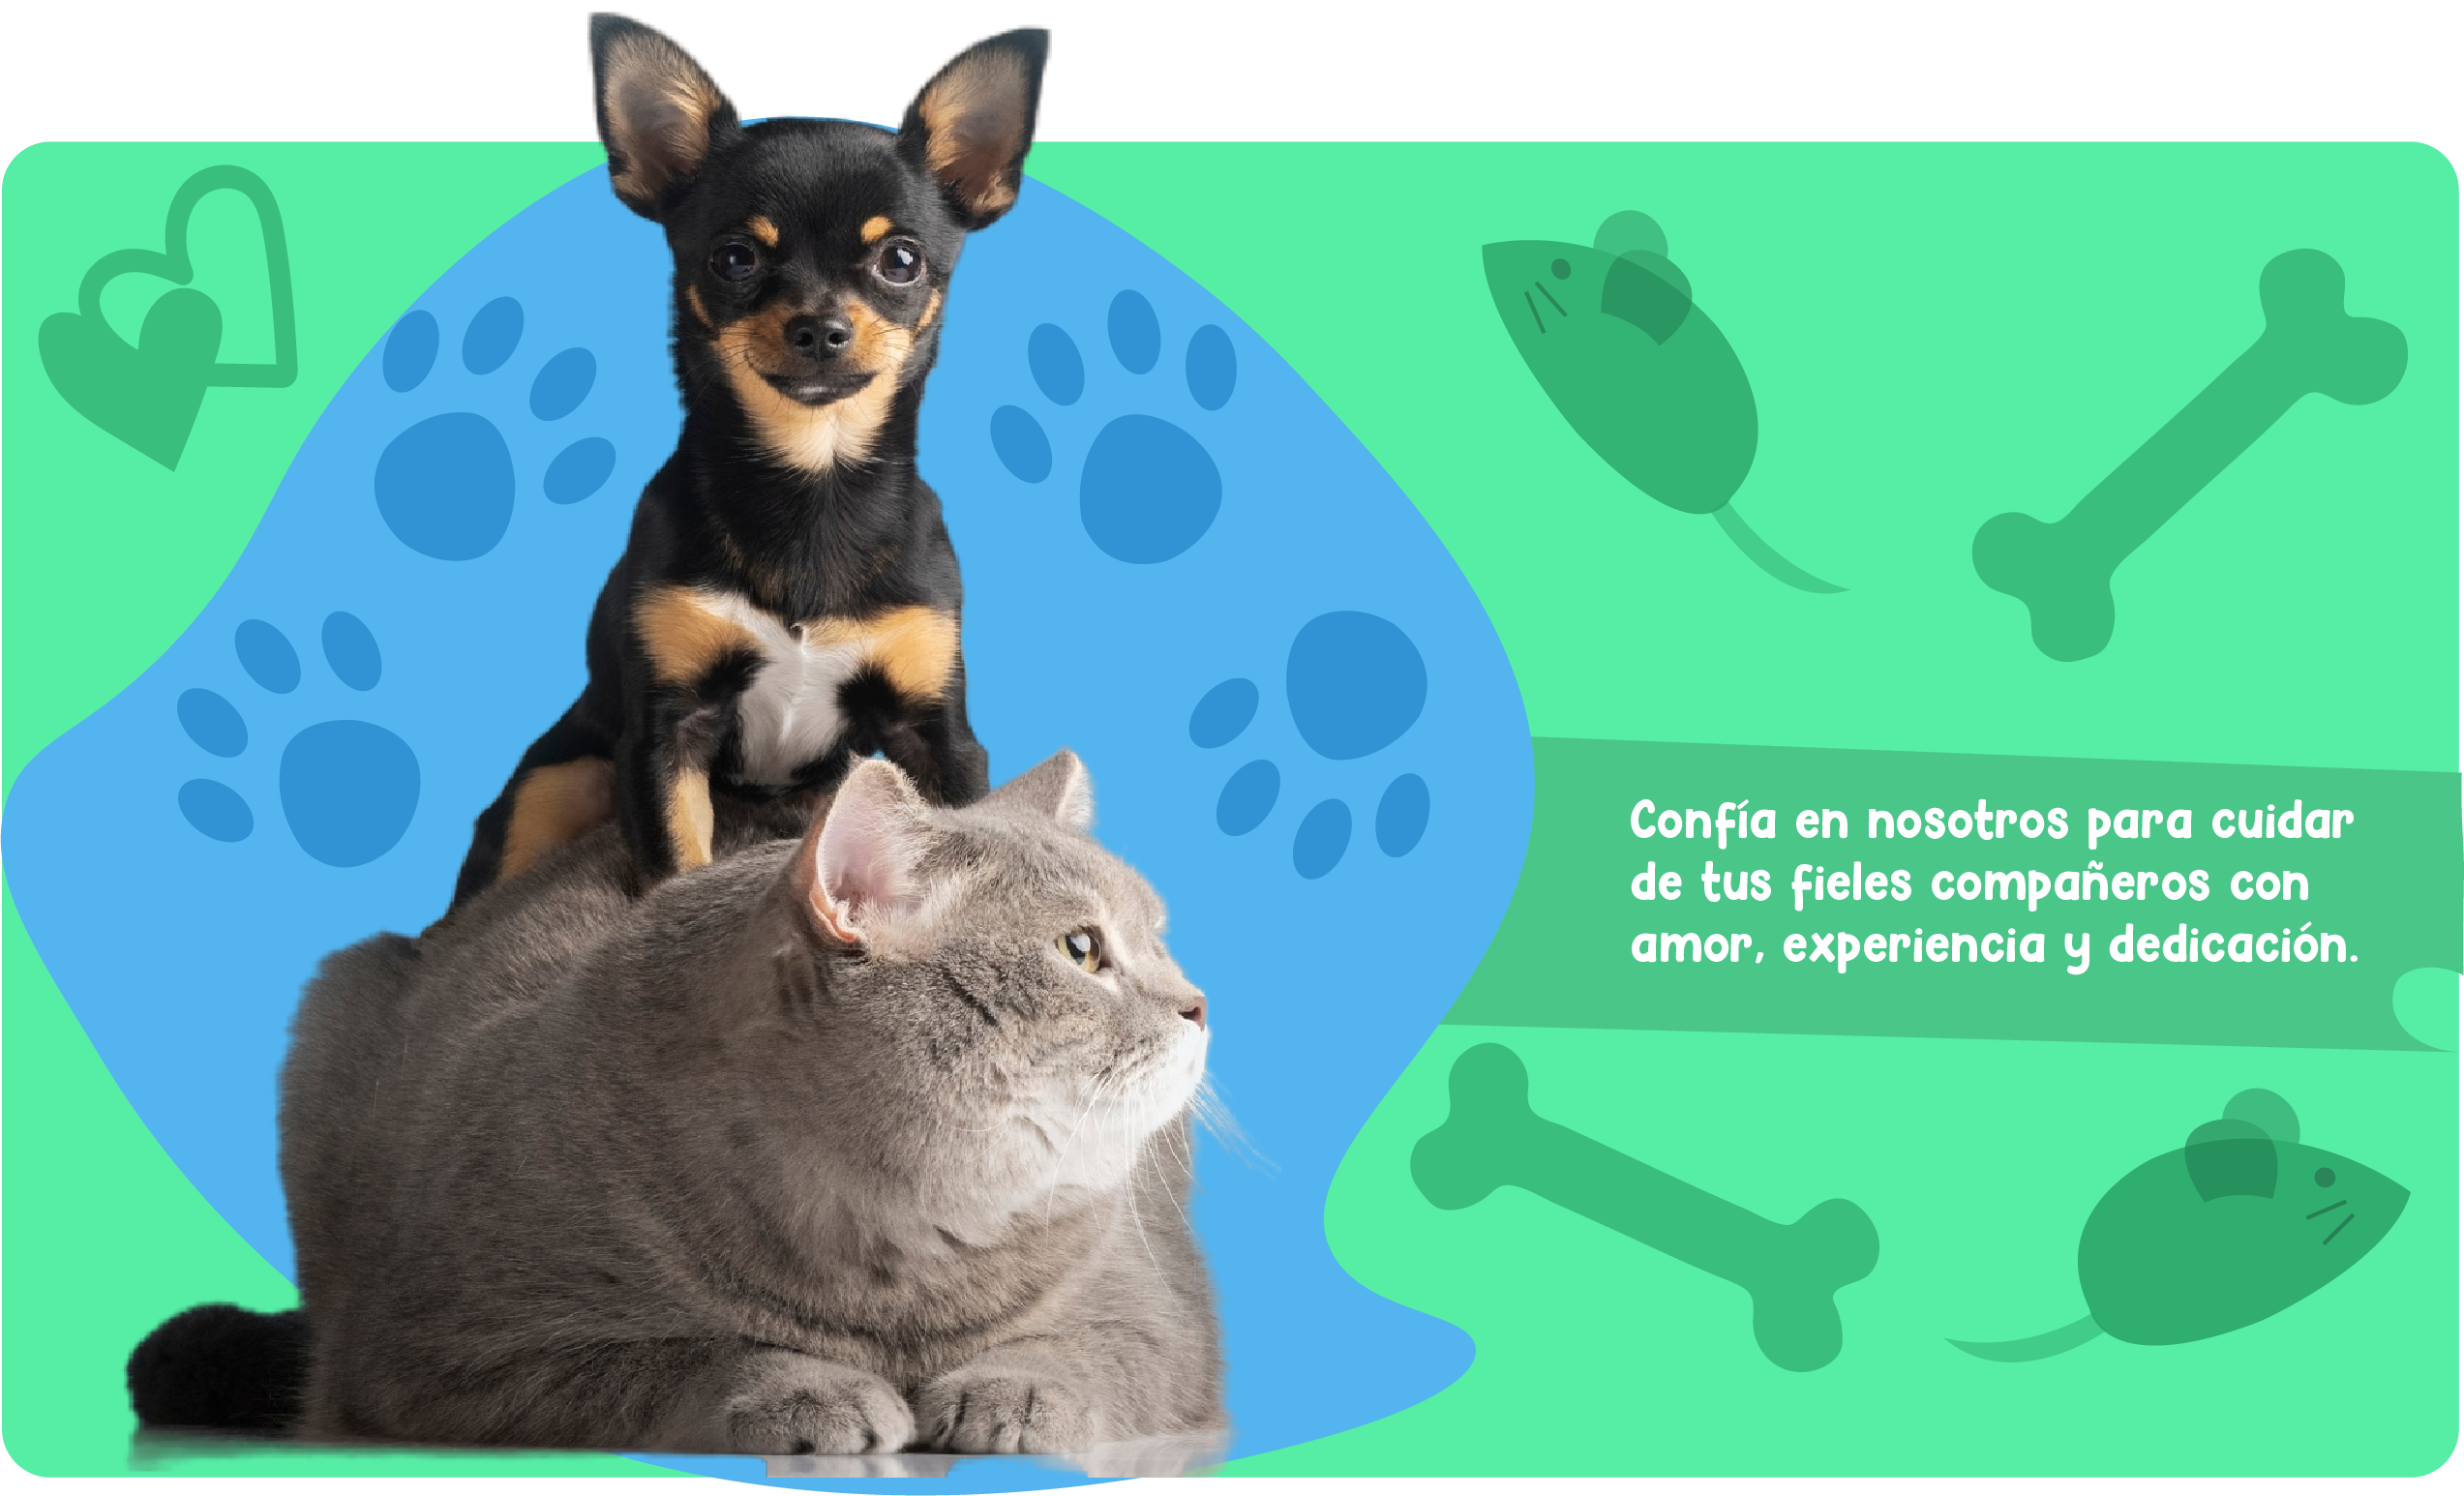 Confía en nosotros para cuidar
de tus fieles compañeros con
amor, experiencia y dedicación.